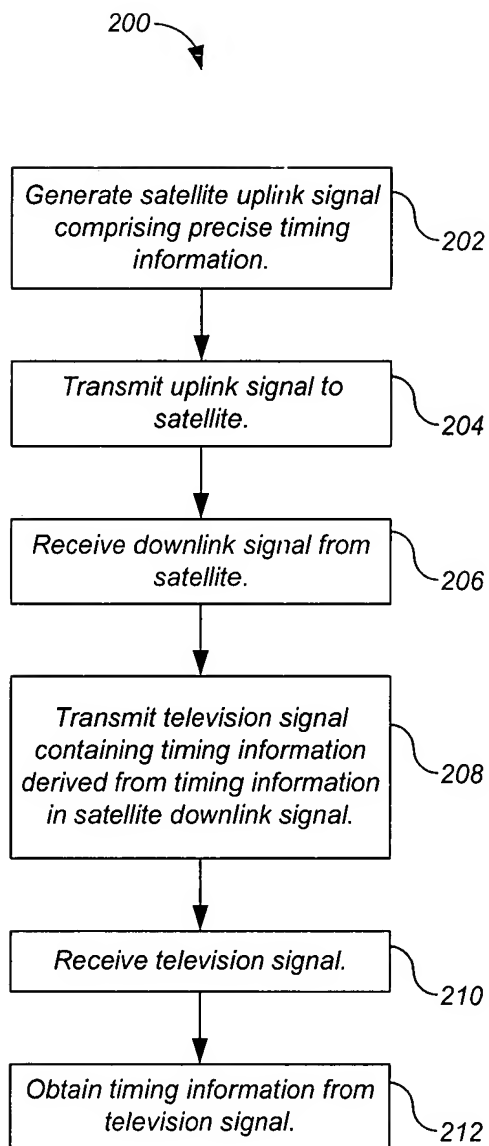 200
Generate satellite uplink signal
comprising precise timing
information.
202
Transmit uplink signal to
satellite.
204
Receive downlink signal from
satellite.
206
Transmit television signal
containing timing information
derived from timing information
in satellite downlink signal.
208
Receive television signal.
210
Obtain timing information from
television signal.
212